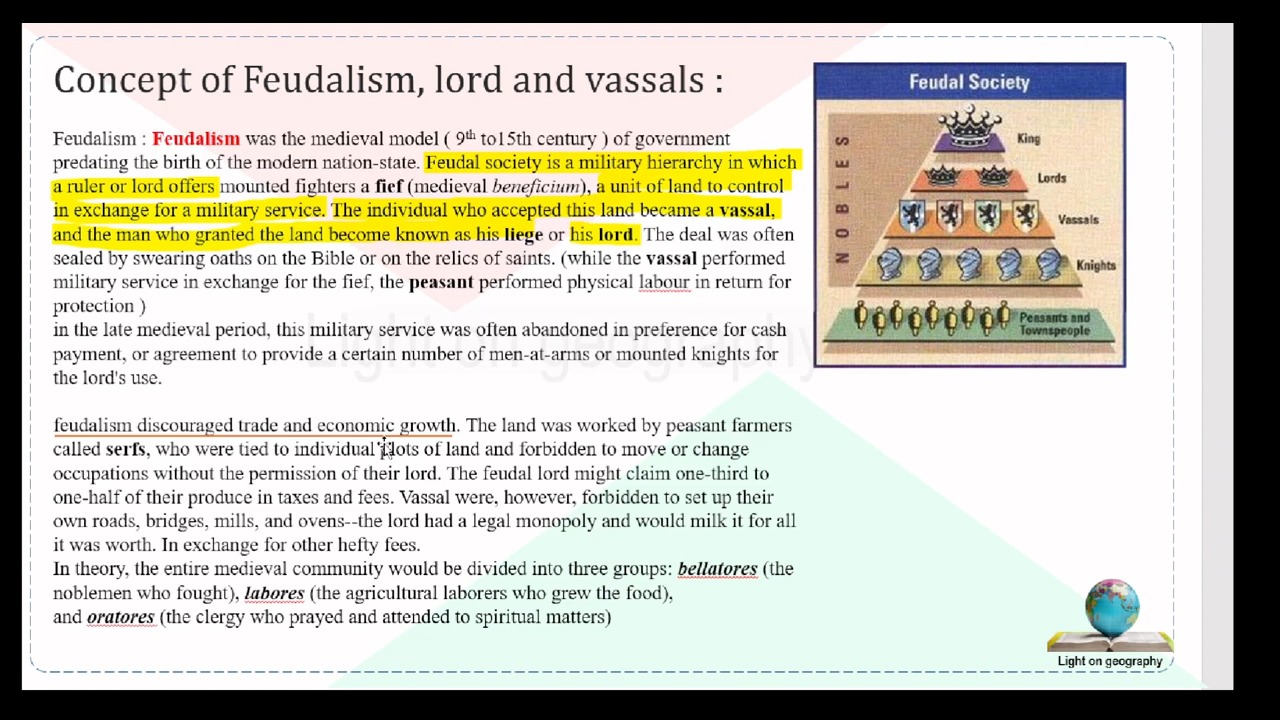 Concept of Feudalism, lord and vassals :
Feudalism : Feudalism was the medieval model ( 9th to15th century ) of government
predating the birth of the modern nation-state. Feudal society is a military hierarchy in which
a ruler or lord offers mounted fighters a fief (medieval beneficium), a unit of land to control
in exchange for a military service. The individual who accepted this land became a vassal,
and the man who granted the land become known as his liege or his lord. The deal was often
sealed by swearing oaths on the Bible or on the relics of saints. (while the vassal performed
military service in exchange for the fief, the peasant performed physical labour in return for
protection )
in the late medieval period, this military service was often abandoned in preference for cash
payment, or agreement to provide a certain number of men-at-arms or mounted knights for
the lord's use.
feudalism discouraged trade and economic growth. The land was worked by peasant farmers
called serfs, who were tied to individual plots of land and forbidden to move or change
occupations without the permission of their lord. The feudal lord might claim one-third to
one-half of their produce in taxes and fees. Vassal were, however, forbidden to set up their
own roads, bridges, mills, and ovens--the lord had a legal monopoly and would milk it for all
it was worth. In exchange for other hefty fees.
In theory, the entire medieval community would be divided into three groups: bellatores (the
noblemen who fought), labores (the agricultural laborers who grew the food),
and oratores (the clergy who prayed and attended to spiritual matters)
Feudal Society
NOBLES
King
Lords
Vassals
Knights
Peasants and
Townspeople
Light on geography
Light on geography